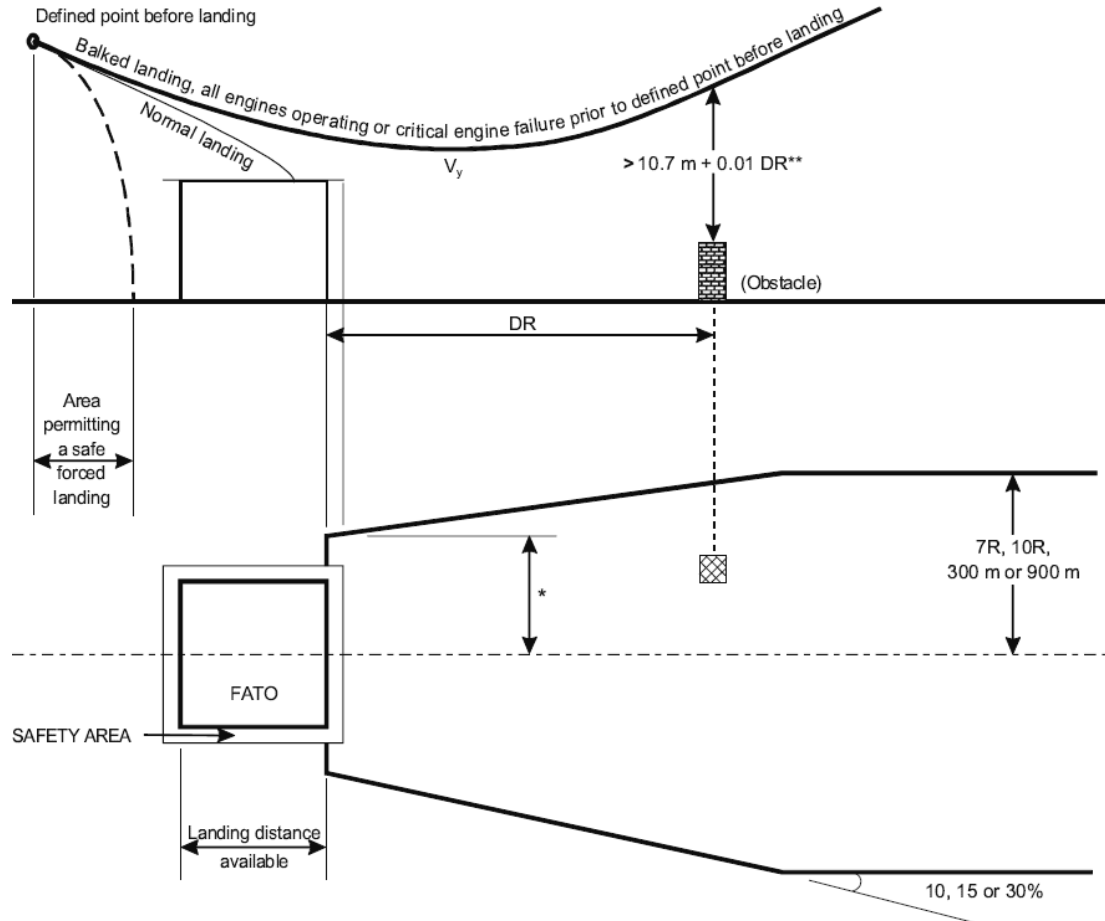 Defined point before landing
Balked landing, all engines operating or critical engine failure prior to defined point before landing
Normal landing
Vy
> 10.7 m + 0.01 DR**
(Obstacle)
DR
Area
permitting
a safe
forced
landing
7R, 10R,
300 m or 900 m
*
FATO
SAFETY AREA
Landing distance
available
10, 15 or 30%